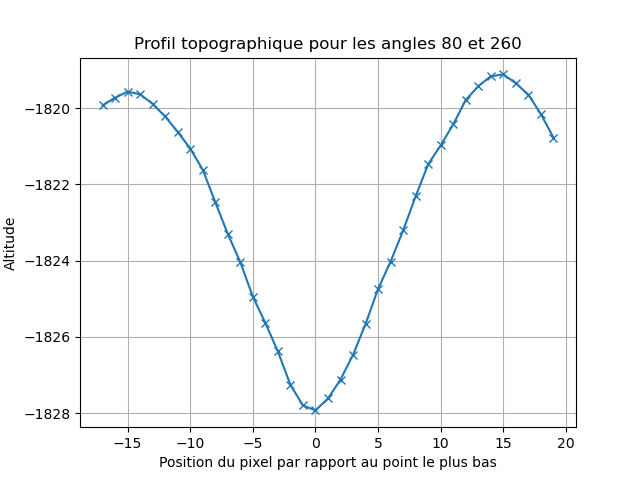 Profil topographique pour les angles 80 et 260
Altitude
−1820
−1822
−1824
−1826
−1828
−15 −10 −5 0 5 10 15 20
Position du pixel par rapport au point le plus bas